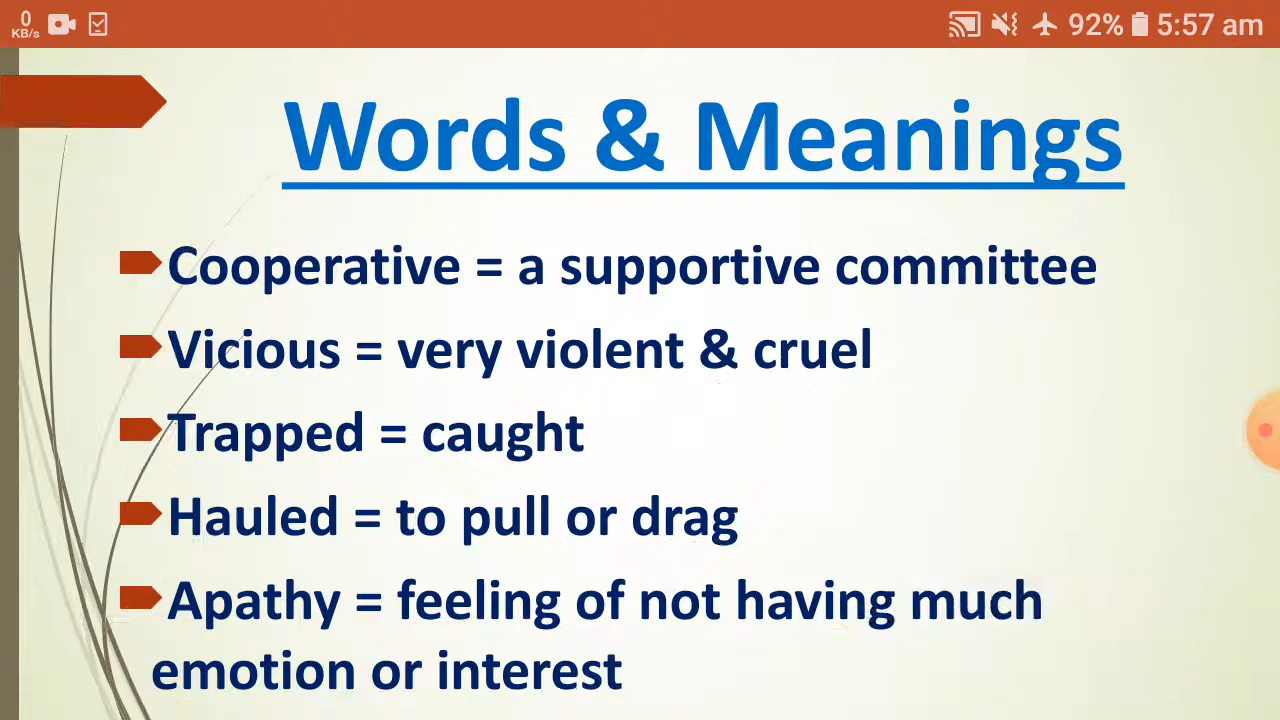 0
KB/s
92% 5:57 am
Words & Meanings
Cooperative = a supportive committee
Vicious = very violent & cruel
Trapped = caught
Hauled = to pull or drag
Apathy = feeling of not having much
emotion or interest